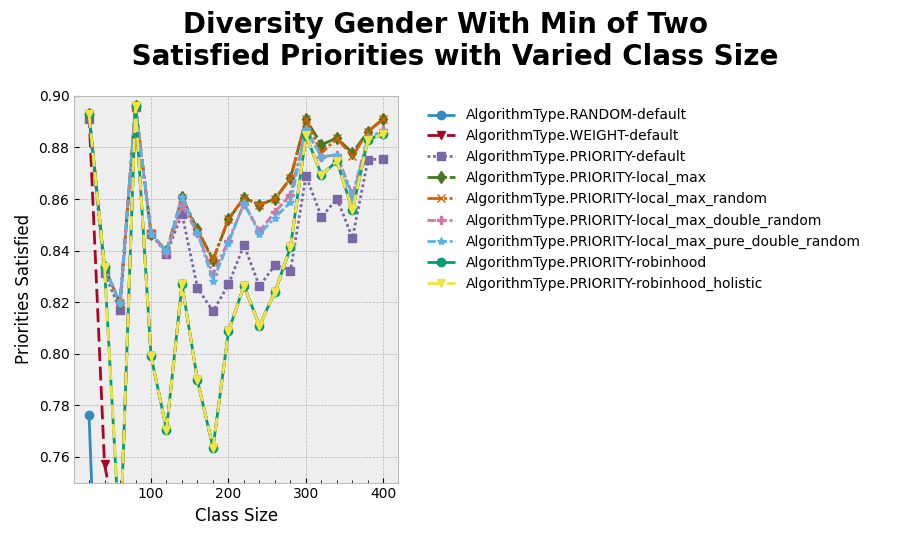 Diversity Gender With Min of Two
Satisfied Priorities with Varied Class Size
0.90
0.88
0.86
0.84
0.82
0.80
0.78
0.76
Priorities Satisfied
100
200
300
400
Class Size
AlgorithmType.RANDOM-default
AlgorithmType.WEIGHT-default
AlgorithmType.PRIORITY-default
AlgorithmType.PRIORITY-local_max
AlgorithmType.PRIORITY-local_max_random
AlgorithmType.PRIORITY-local_max_double_random
AlgorithmType.PRIORITY-local_max_pure_double_random
AlgorithmType.PRIORITY-robinhood
AlgorithmType.PRIORITY-robinhood_holistic